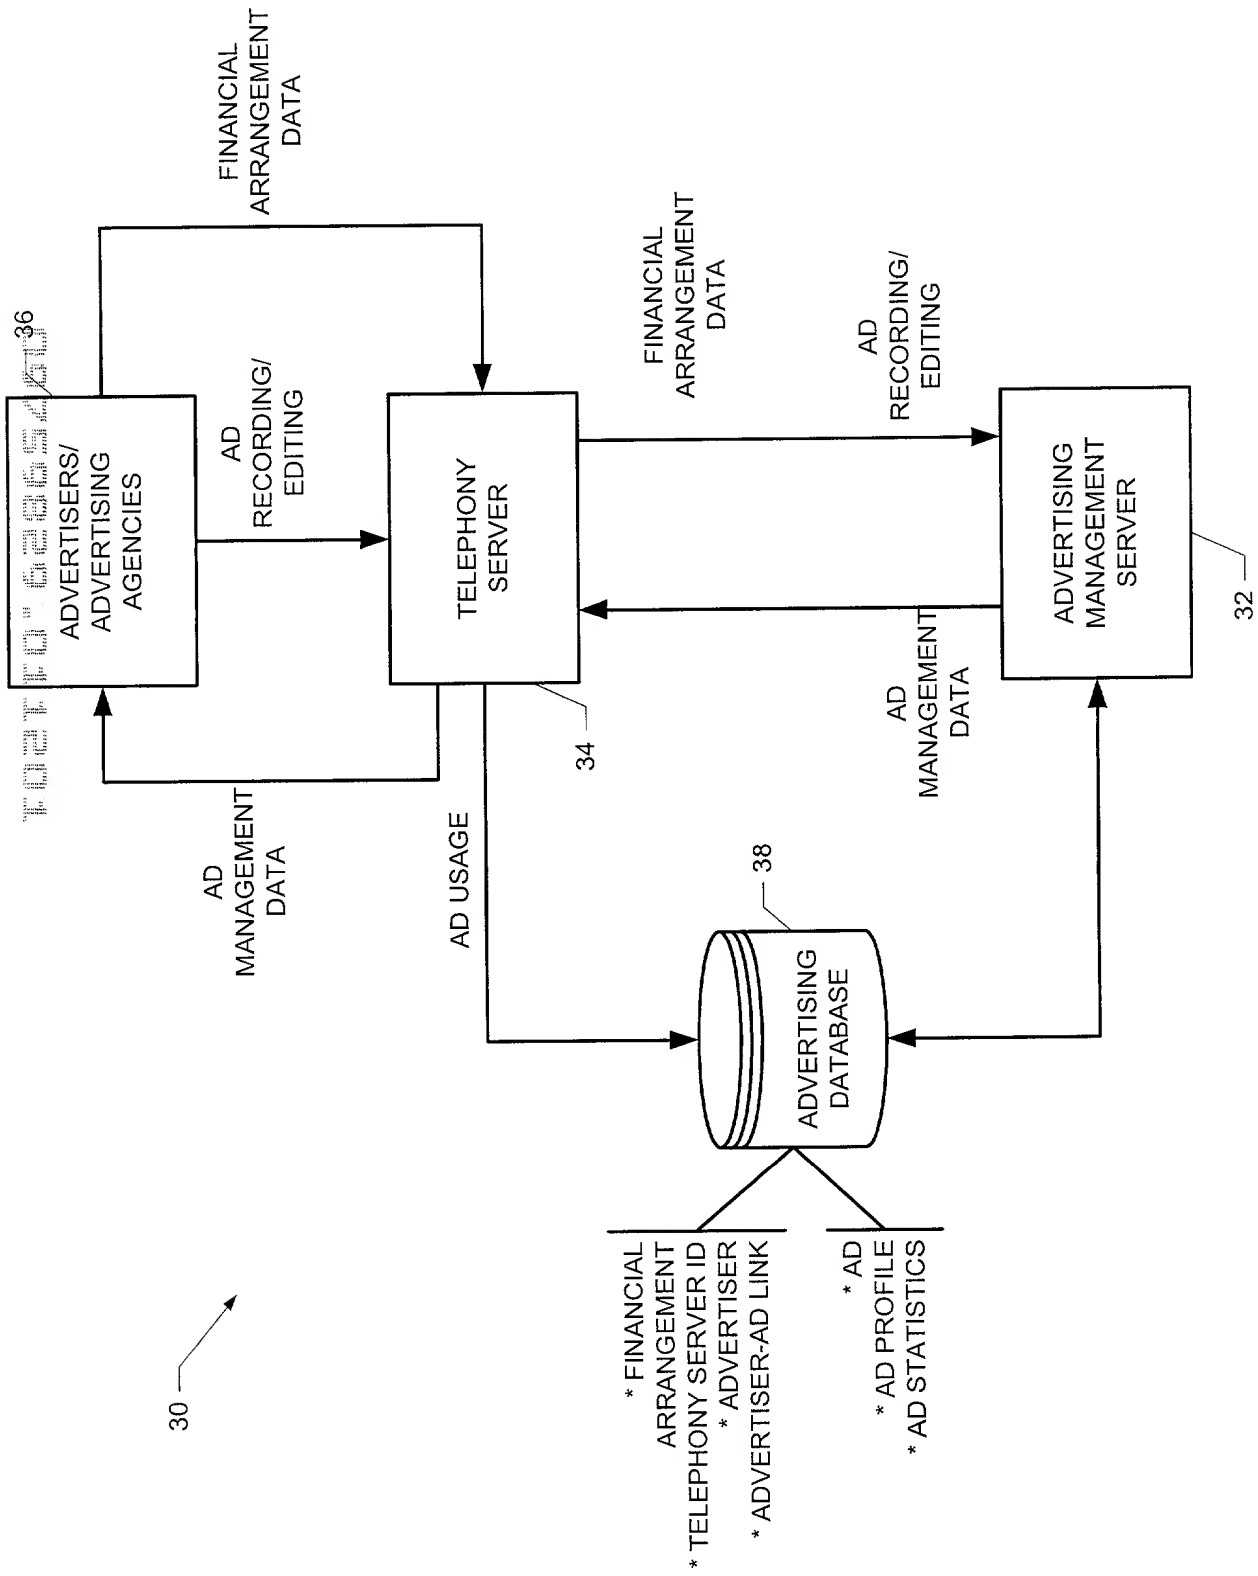 30
* FINANCIAL
ARRANGEMENT
* TELEPHONY SERVER ID
* ADVERTISER
* ADVERTISER-AD LINK
* AD
* AD PROFILE
* AD STATISTICS
ADVERTISING
DATABASE
38
AD
MANAGEMENT
DATA
AD USAGE
34
AD
MANAGEMENT
DATA
32
ADVERTISERS/
ADVERTISING
AGENCIES
36
AD
RECORDING/
EDITING
TELEPHONY
SERVER
ADVERTISING
MANAGEMENT
SERVER
FINANCIAL
ARRANGEMENT
DATA
FINANCIAL
ARRANGEMENT
DATA
AD
RECORDING/
EDITING